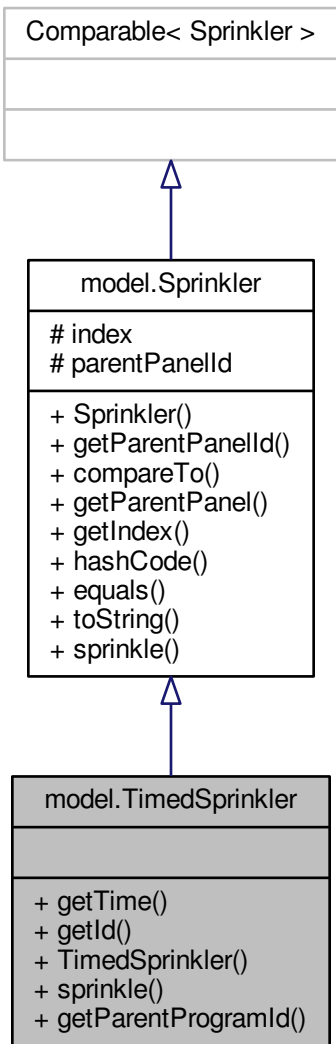 Comparable< Sprinkler >
model.Sprinkler
# index
# parentPanelId
+ Sprinkler()
+ getParentPanelId()
+ compareTo()
+ getParentPanel()
+ getIndex()
+ hashCode()
+ equals()
+ toString()
+ sprinkle()
model.TimedSprinkler
+ getTime()
+ getId()
+ TimedSprinkler()
+ sprinkle()
+ getParentProgramId()